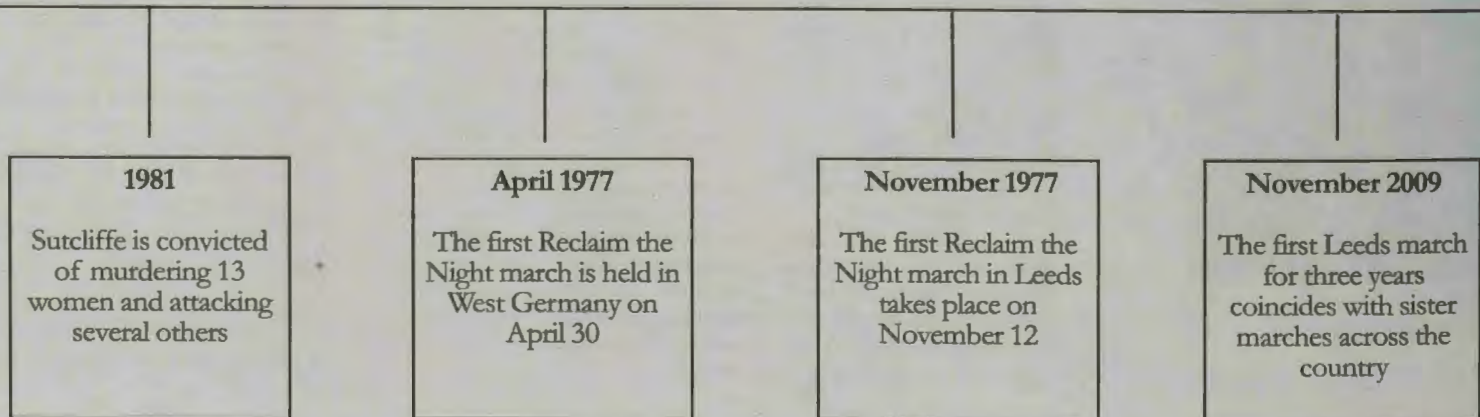 1981
Sutcliffe is convicted
of murdering 13
women and attacking
several others
April 1977
The first Reclaim the
Night march is held in
West Germany on
April 30
November 1977
The first Reclaim the
Night march in Leeds
takes place on
November 12
November 2009
The first Leeds march
for three years
coincides with sister
marches across the
country